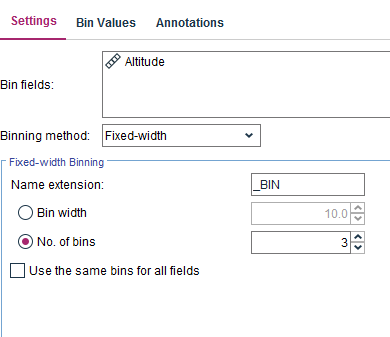 Settings Bin Values Annotations
Altitude
Bin fields:
Binning method: Fixed-width
Fixed-width Binning
Name extension: _BIN
Bin width 10.0
No. of bins 3
Use the same bins for all fields